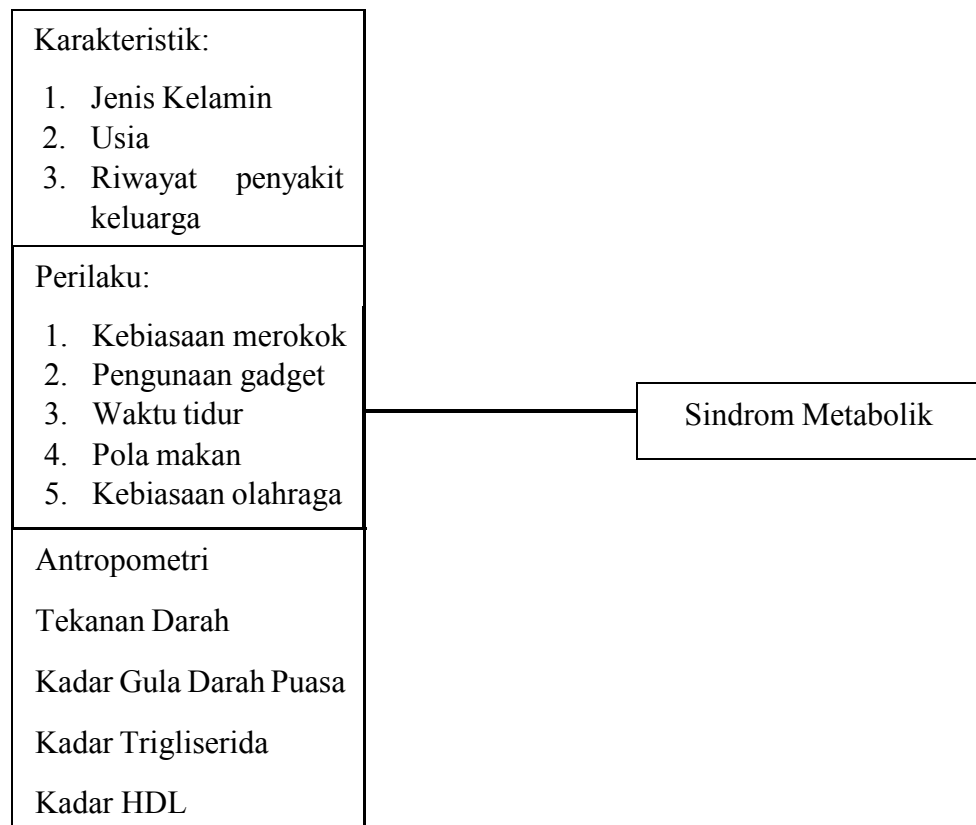 Karakteristik:
1. Jenis Kelamin
2. Usia
3. Riwayat penyakit
keluarga
Perilaku:
1. Kebiasaan merokok
2. Pengunaan gadget
3. Waktu tidur
4. Pola makan
5. Kebiasaan olahraga
Sindrom Metabolik
Antropometri
Tekanan Darah
Kadar Gula Darah Puasa
Kadar Trigliserida
Kadar HDL